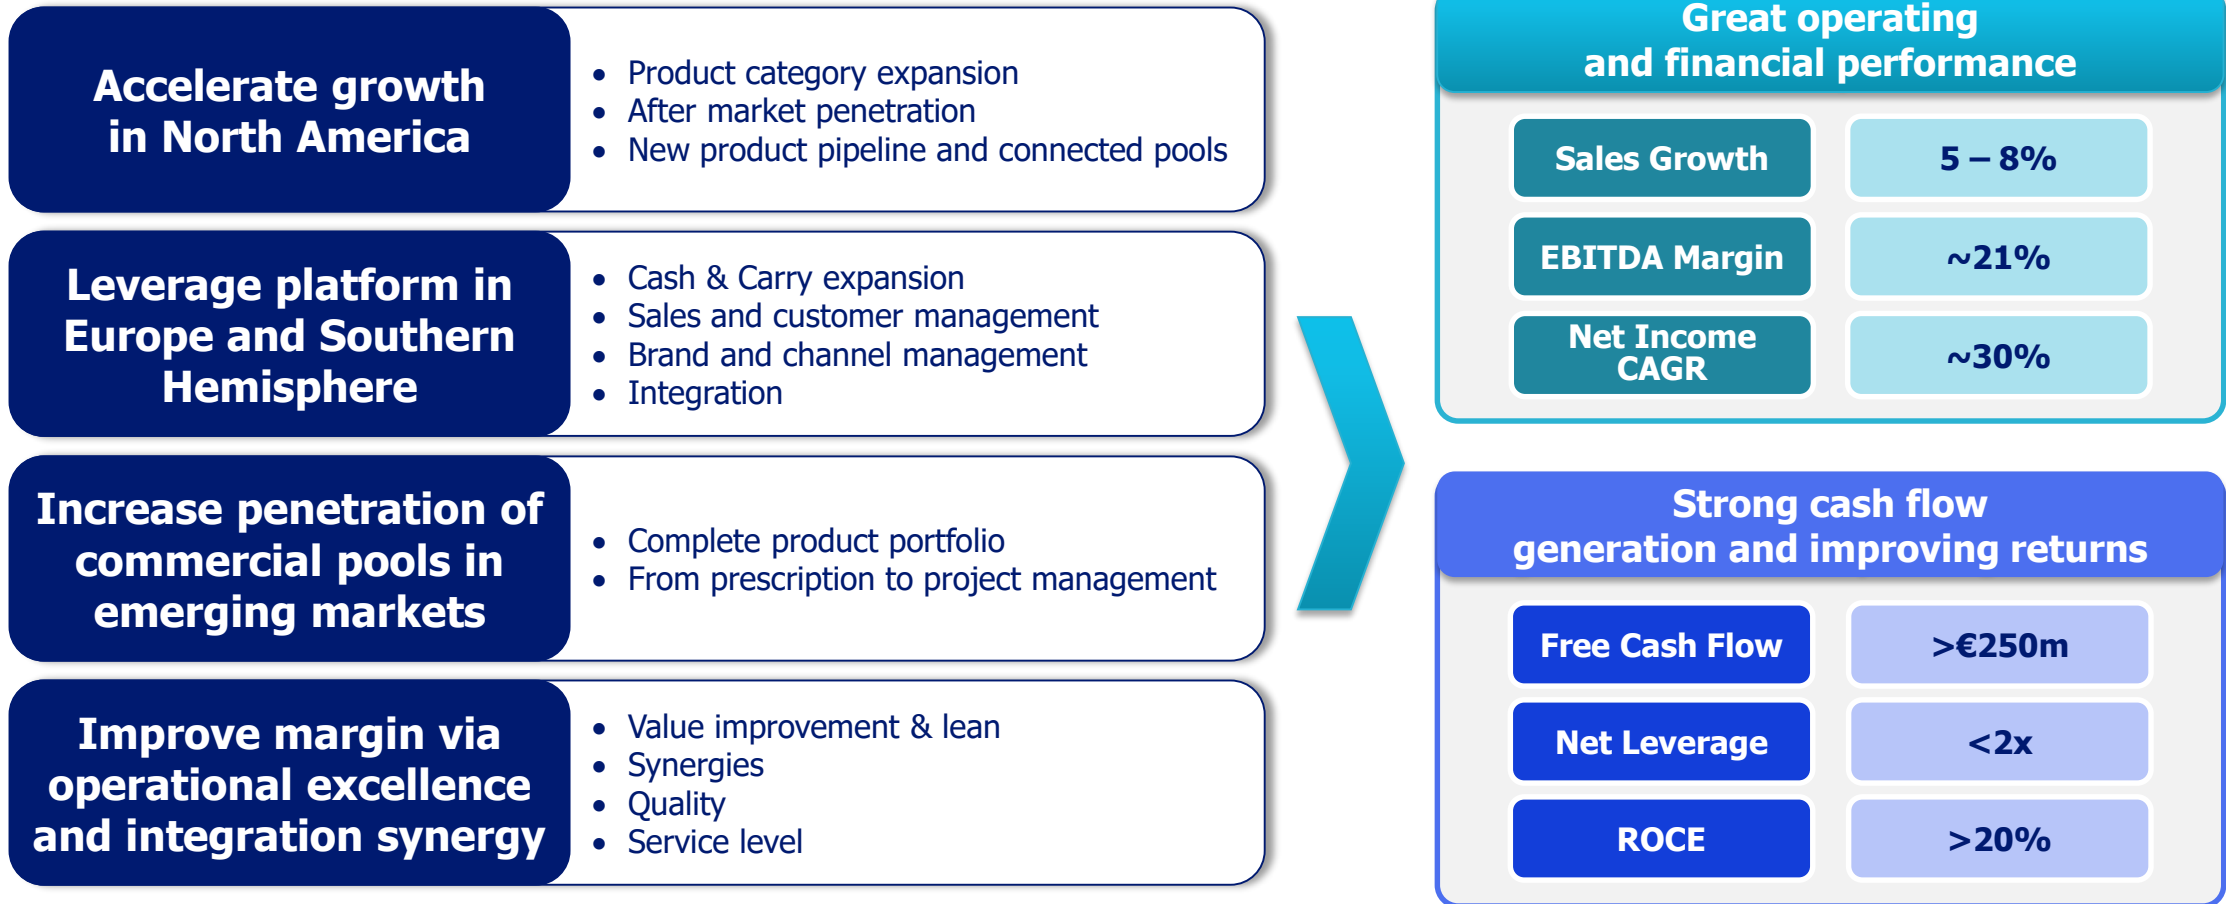 Accelerate growth
in North America
• Product category expansion
• After market penetration
• New product pipeline and connected pools
Leverage platform in
Europe and Southern
Hemisphere
• Cash & Carry expansion
• Sales and customer management
• Brand and channel management
• Integration
Increase penetration of
commercial pools in
emerging markets
• Complete product portfolio
• From prescription to project management
Improve margin via
operational excellence
and integration synergy
• Value improvement & lean
• Synergies
• Quality
• Service level
Great operating
and financial performance
Sales Growth
5 – 8%
EBITDA Margin
~21%
Net Income
CAGR
~30%
Strong cash flow
generation and improving returns
Free Cash Flow
>€250m
Net Leverage
<2x
ROCE
>20%